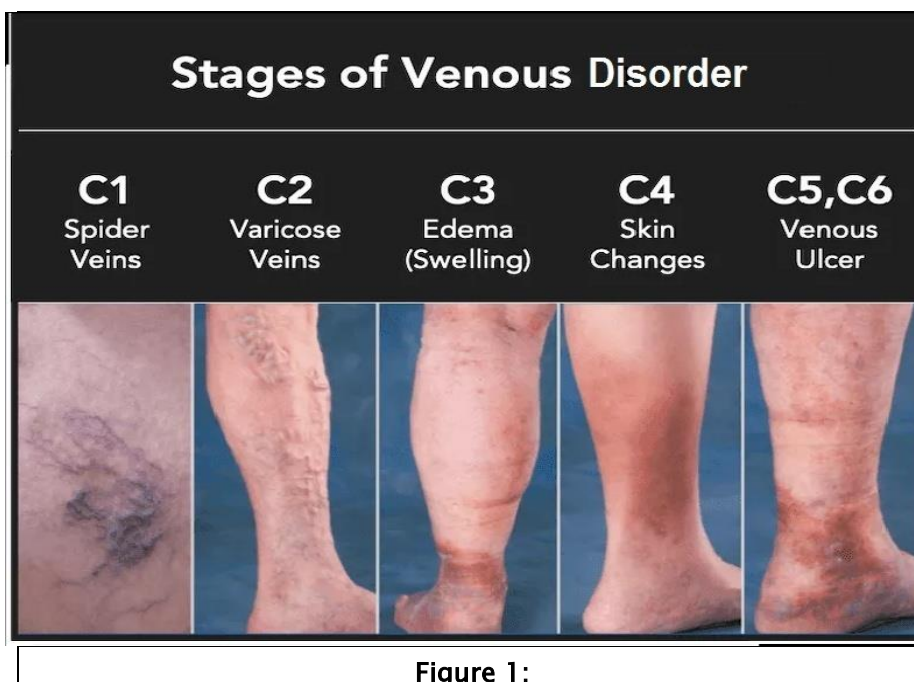 Stages of Venous Disorder
C1
Spider
Veins
C2
Varicose
Veins
C3
Edema
(Swelling)
C4
Skin
Changes
C5,C6
Venous
Ulcer
Figure 1: